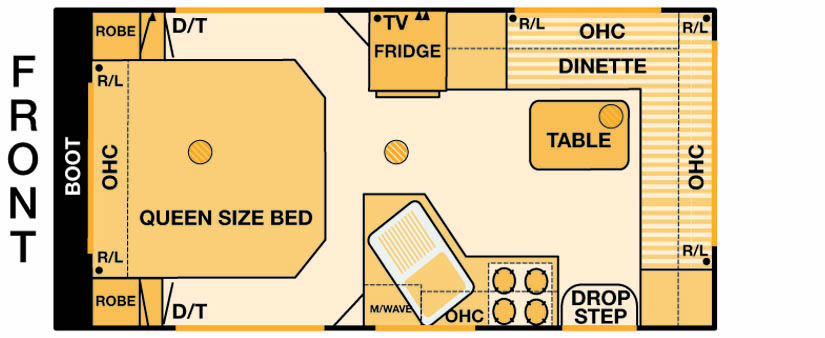 FRONT
BOOT
ROBE
D/T
R/L
OHC
QUEEN SIZE BED
R/L
ROBE
D/T
TV
FRIDGE
R/L
OHC
R/L
DINETTE
TABLE
OHC
R/L
M/WAVE
OHC
DROP
STEP